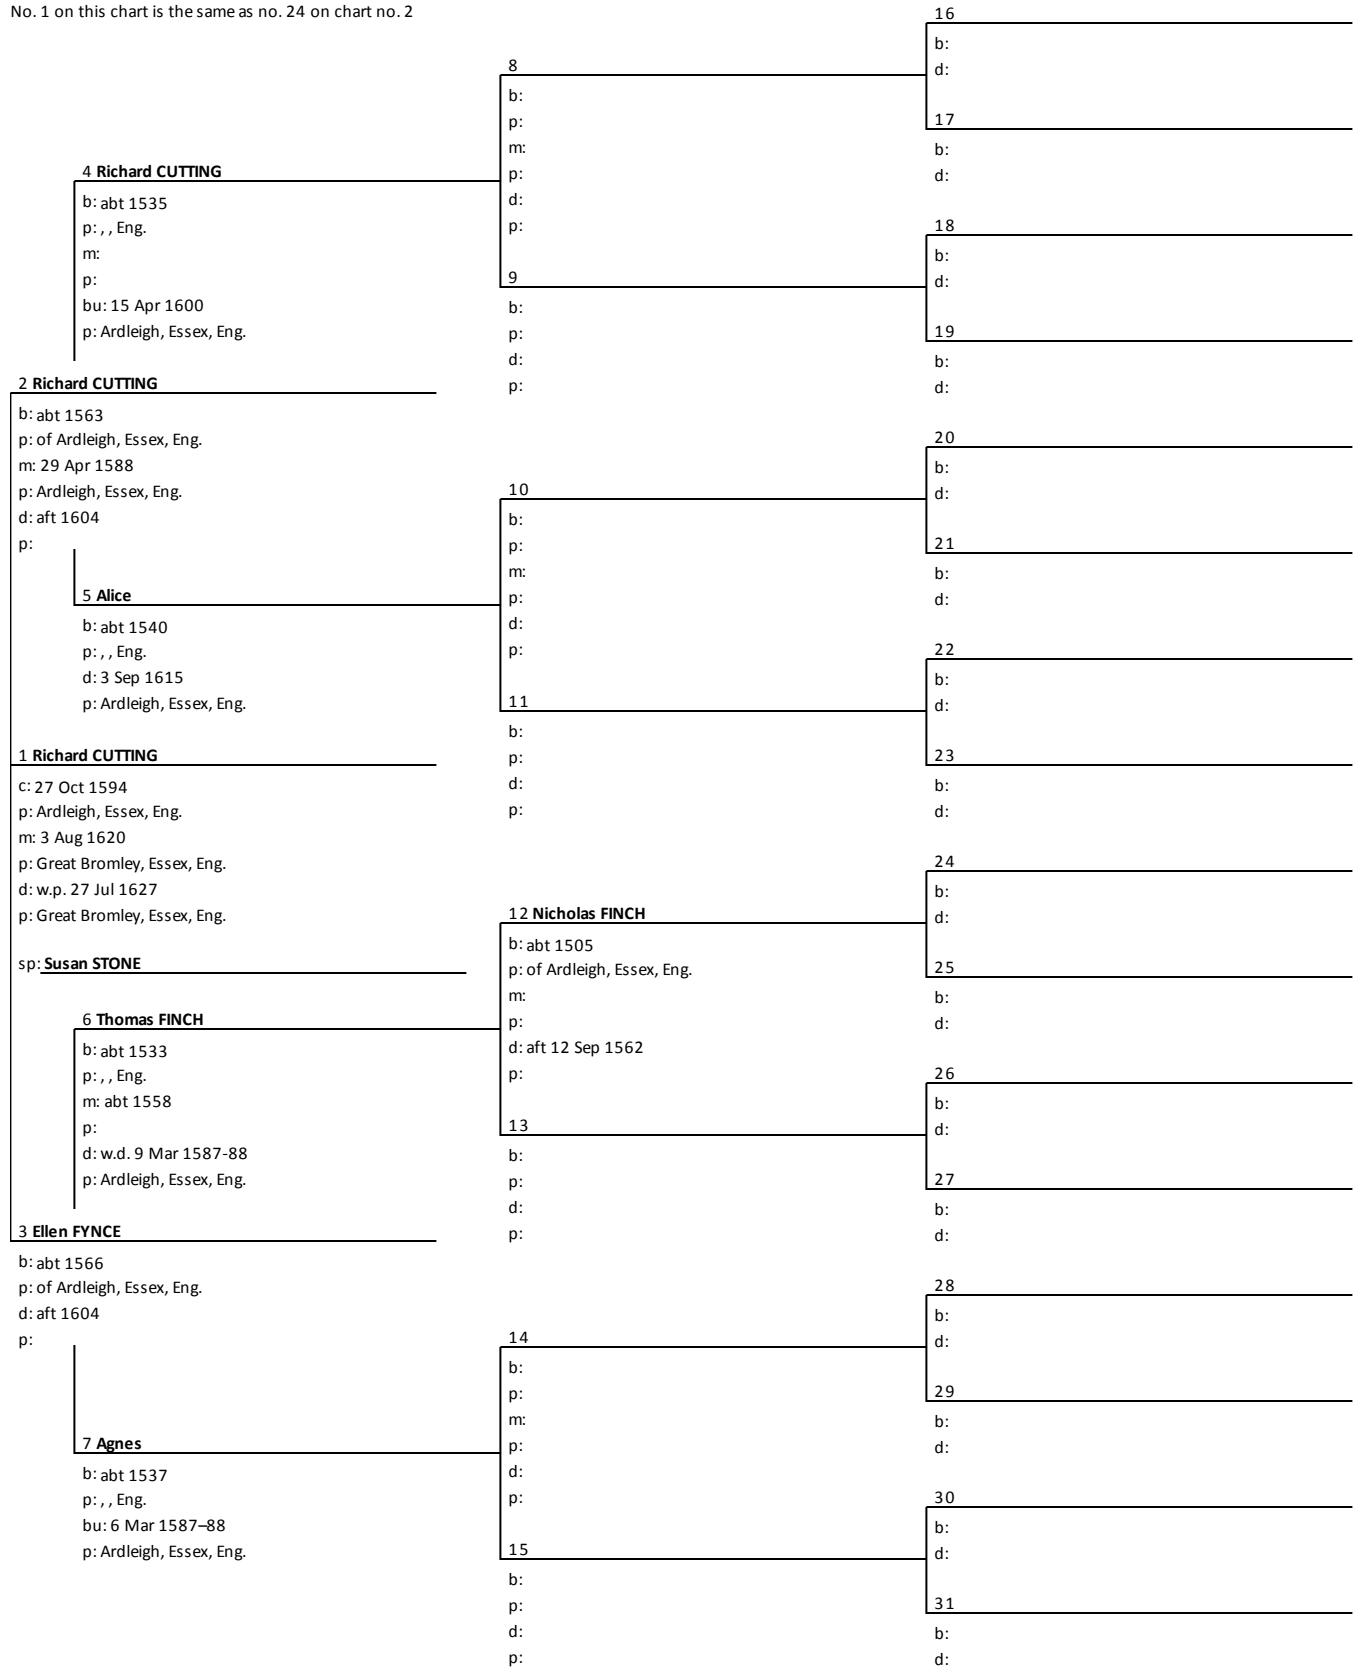 No. 1 on this chart is the same as no. 24 on chart no. 2
16
b:
d:
8
b:
p:
m:
p:
d:
p:
17
b:
d:
4 Richard CUTTING
b: abt 1535
p: , , Eng.
m:
p:
bu: 15 Apr 1600
p: Ardleigh, Essex, Eng.
18
b:
d:
9
b:
p:
d:
p:
19
b:
d:
2 Richard CUTTING
b: abt 1563
p: of Ardleigh, Essex, Eng.
m: 29 Apr 1588
p: Ardleigh, Essex, Eng.
d: aft 1604
p:
20
b:
d:
10
b:
p:
m:
p:
d:
p:
21
b:
d:
5 Alice
b: abt 1540
p: , , Eng.
d: 3 Sep 1615
p: Ardleigh, Essex, Eng.
22
b:
d:
11
b:
p:
d:
p:
23
b:
d:
1 Richard CUTTING
c: 27 Oct 1594
p: Ardleigh, Essex, Eng.
m: 3 Aug 1620
p: Great Bromley, Essex, Eng.
d: w.p. 27 Jul 1627
p: Great Bromley, Essex, Eng.
sp: Susan STONE
24
b:
d:
12 Nicholas FINCH
b: abt 1505
p: of Ardleigh, Essex, Eng.
m:
p:
d: aft 12 Sep 1562
p:
25
b:
d:
6 Thomas FINCH
b: abt 1533
p: , , Eng.
m: abt 1558
p:
d: w.d. 9 Mar 1587-88
p: Ardleigh, Essex, Eng.
26
b:
d:
13
b:
p:
d:
p:
27
b:
d:
3 Ellen FYNCE
b: abt 1566
p: of Ardleigh, Essex, Eng.
d: aft 1604
p:
28
b:
d:
14
b:
p:
m:
p:
d:
p:
29
b:
d:
7 Agnes
b: abt 1537
p: , , Eng.
bu: 6 Mar 1587–88
p: Ardleigh, Essex, Eng.
30
b:
d:
15
b:
p:
d:
p:
31
b:
d: